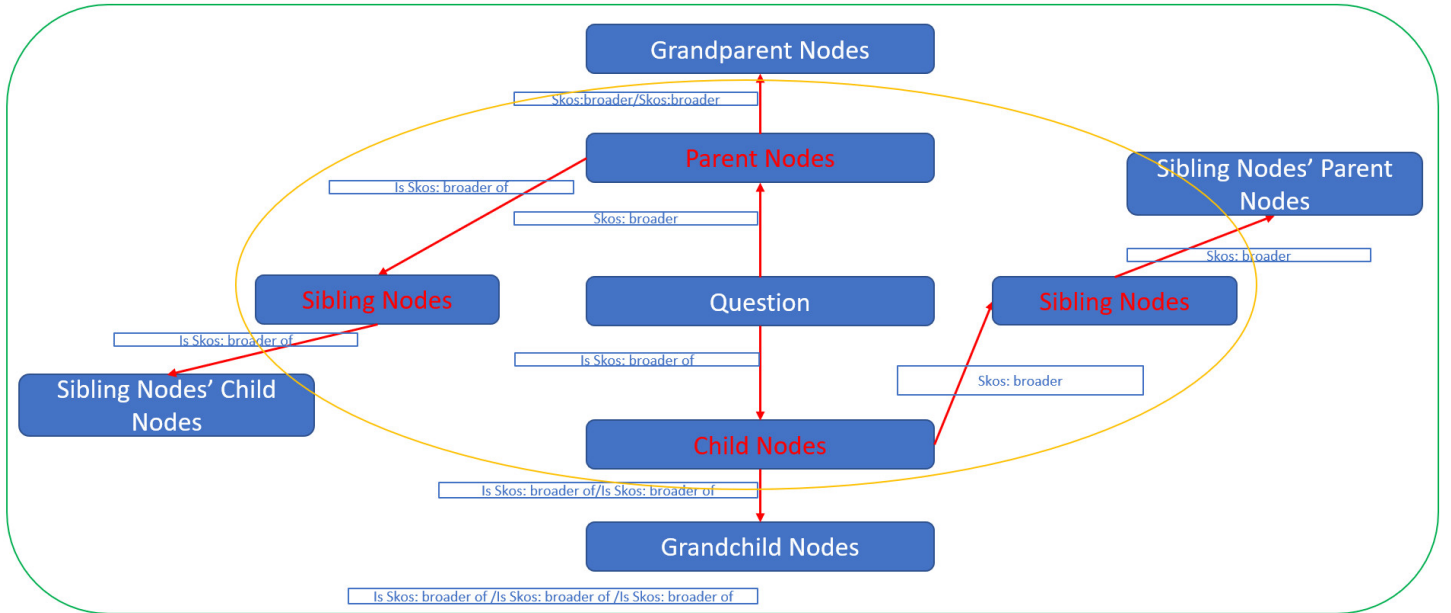 Grandparent Nodes
Skos:broader/Skos:broader
Parent Nodes
Sibling Nodes' Parent
Nodes
Is Skos: broader of
Skos: broader
Skos: broader
Sibling Nodes
Question
Sibling Nodes
Is Skos: broader of
Is Skos: broader of
Skos: broader
Sibling Nodes' Child
Nodes
Child Nodes
Is Skos: broader of/Is Skos: broader of
Grandchild Nodes
Is Skos: broader of /Is Skos: broader of /Is Skos: broader of